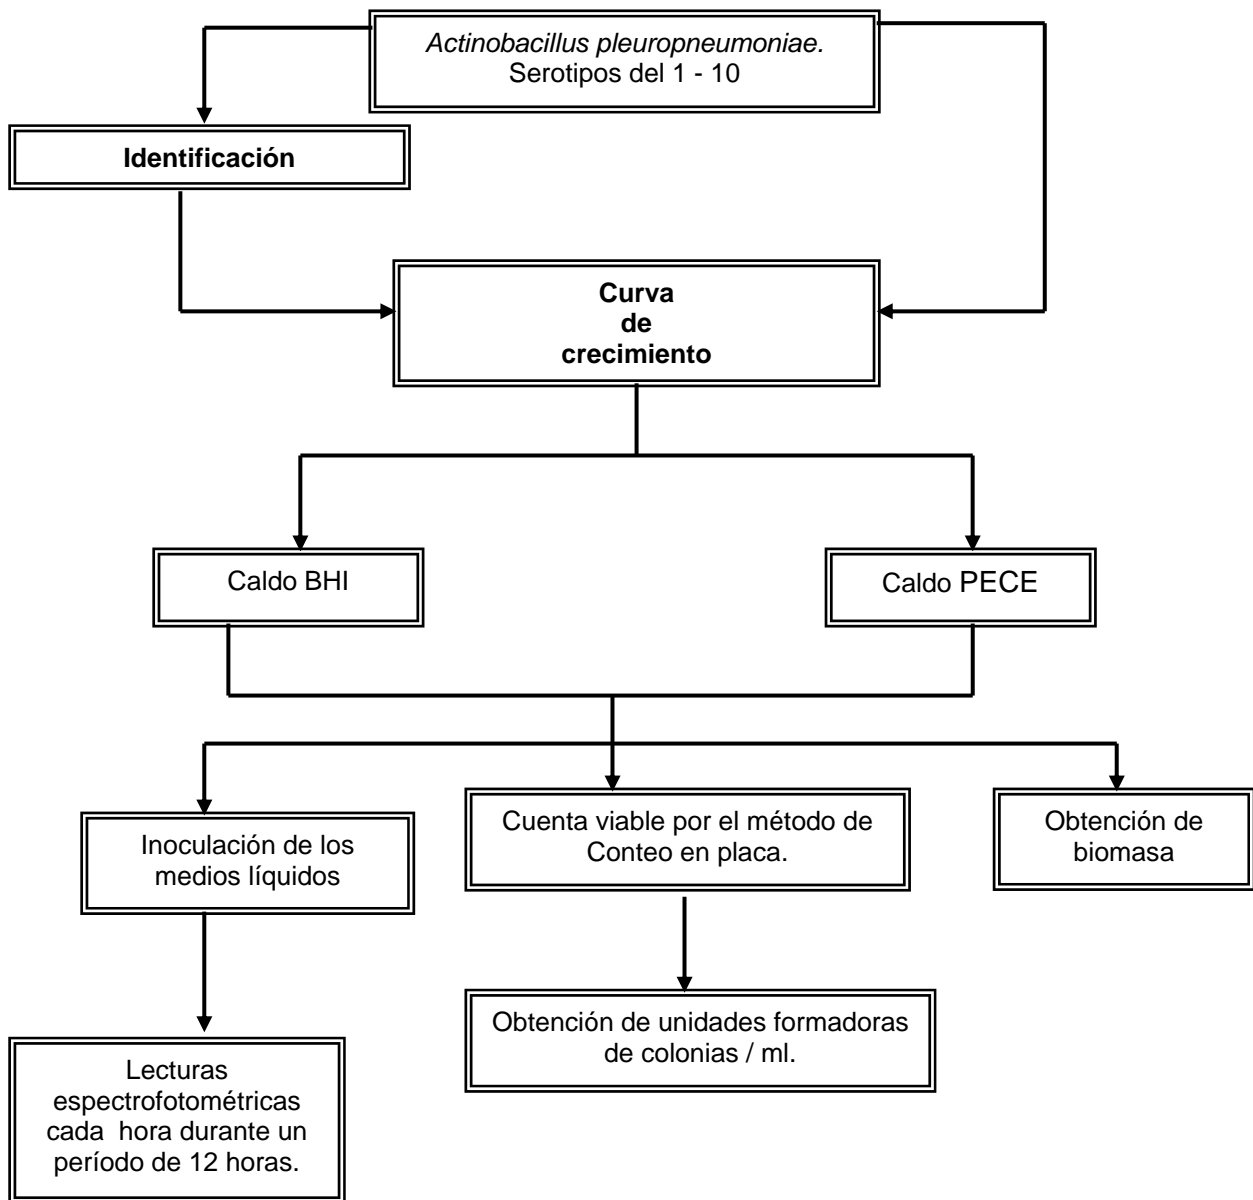 Actinobacillus pleuropneumoniae.
Serotipos del 1 - 10
Identificación
Curva
de
crecimiento
Caldo BHI
Caldo PECE
Inoculación de los
medios líquidos
Cuenta viable por el método de
Conteo en placa.
Obtención de
biomasa
Obtención de unidades formadoras
de colonias / ml.
Lecturas
espectrofotométricas
cada hora durante un
período de 12 horas.